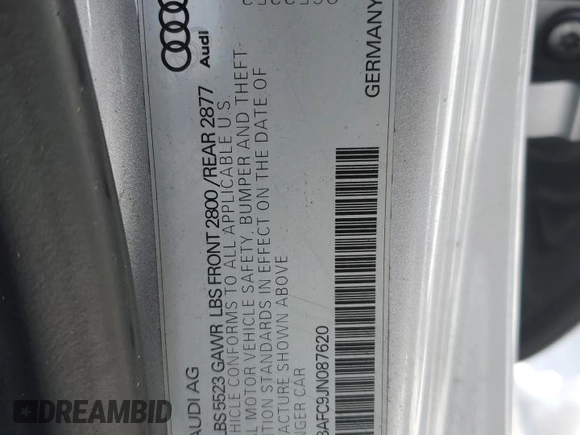 Audi
GERMANY
AUDI AG
LBS 5523 GAWR LBS FRONT 2800 / REAR 2877
HICLE CONFORMS TO ALL APPLICABLE U.S.
L MOTOR VEHICLE SAFETY, BUMPER AND THEFT-
TION STANDARDS IN EFFECT ON THE DATE OF
ACTURE SHOWN ABOVE
NGER CAR
BAFC9JN087620
BIDHISTORY